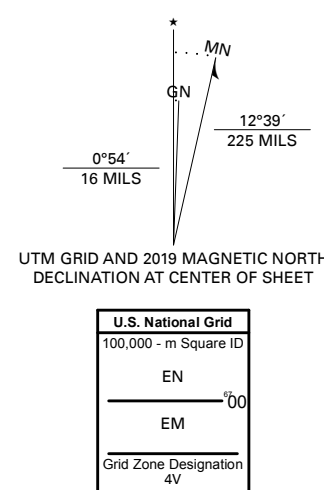 ★
MN
GN
0°54´
16 MILS
12°39´
225 MILS
UTM GRID AND 2019 MAGNETIC NORTH
DECLINATION AT CENTER OF SHEET
U.S. National Grid
100,000 - m Square ID
EN
6700
EM
Grid Zone Designation
4V